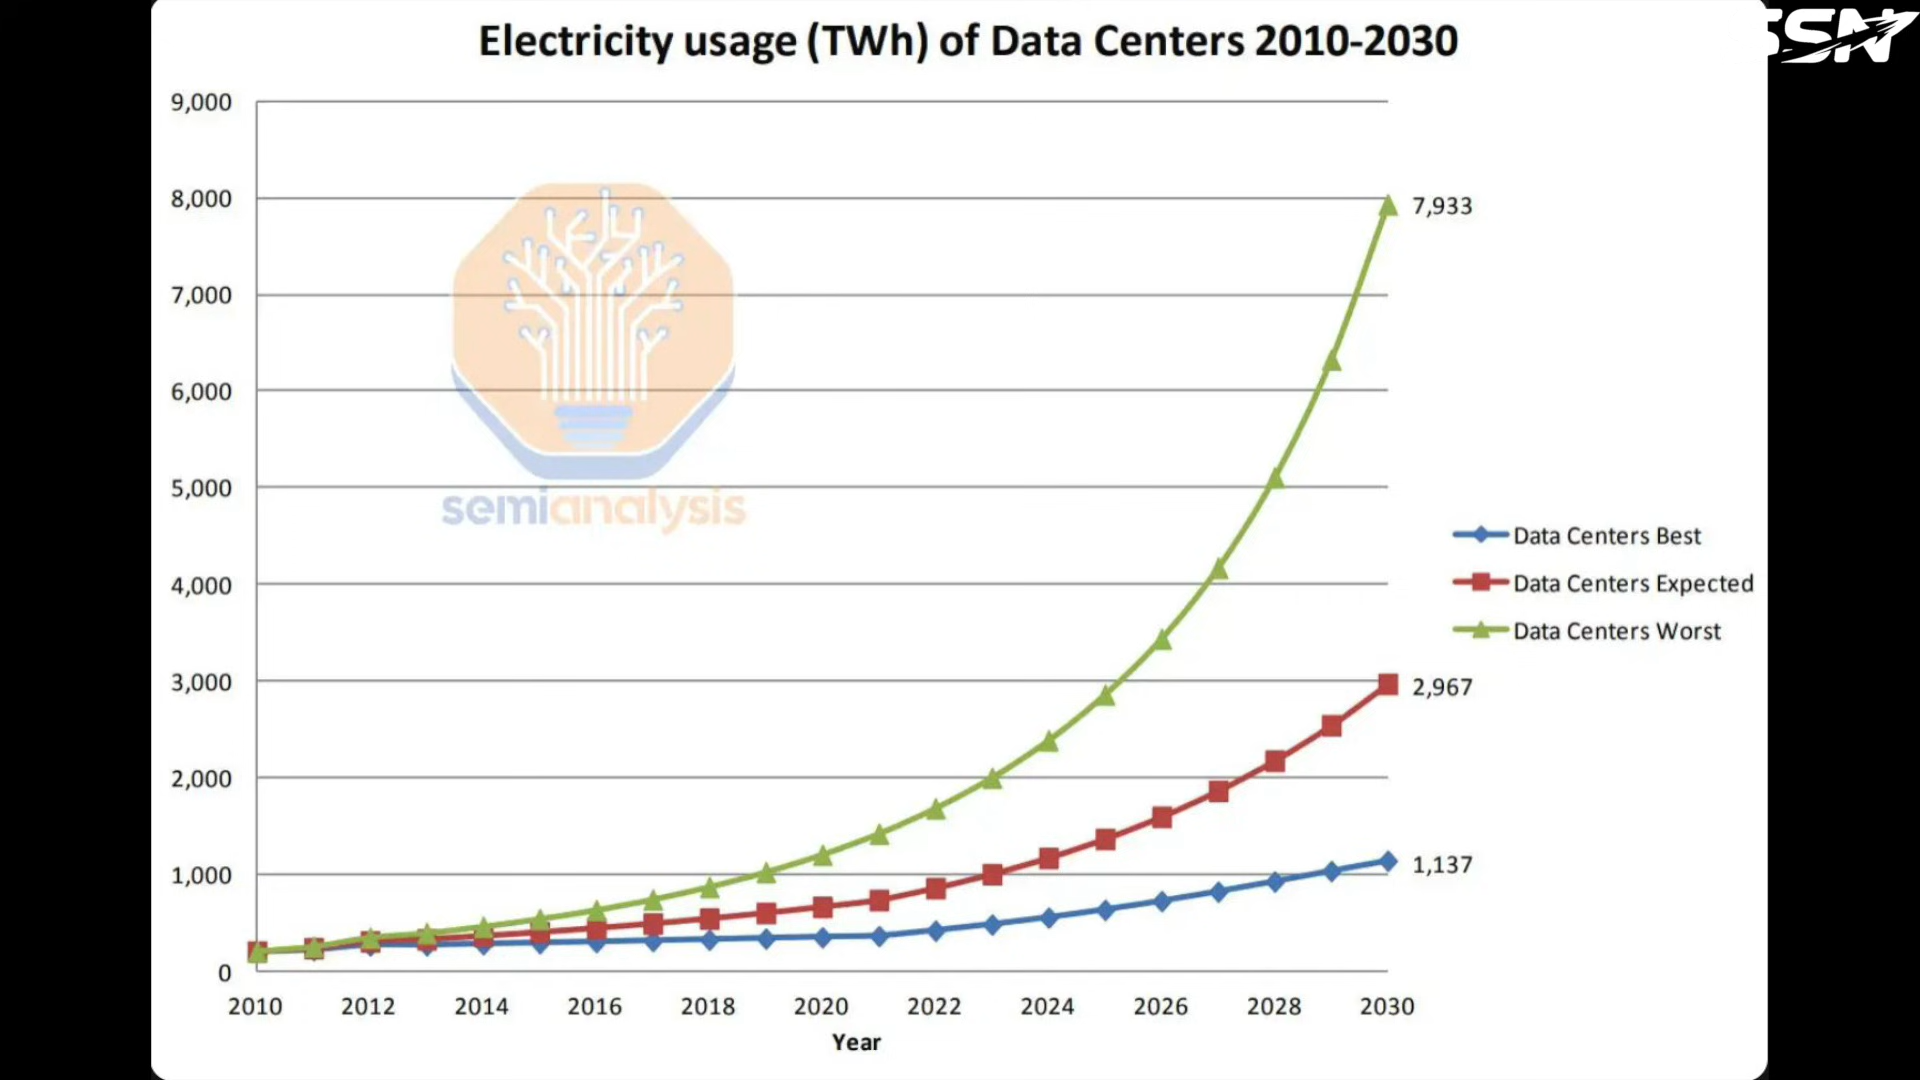 Electricity usage (TWh) of Data Centers 2010-2030
SSN
9,000
8,000
7,933
7,000
6,000
5,000
semianalysis
Data Centers Best
4,000
Data Centers Expected
Data Centers Worst
3,000
2,967
2,000
1,000
1,137
0
2010 2012 2014 2016 2018 2020 2022 2024 2026 2028 2030
Year